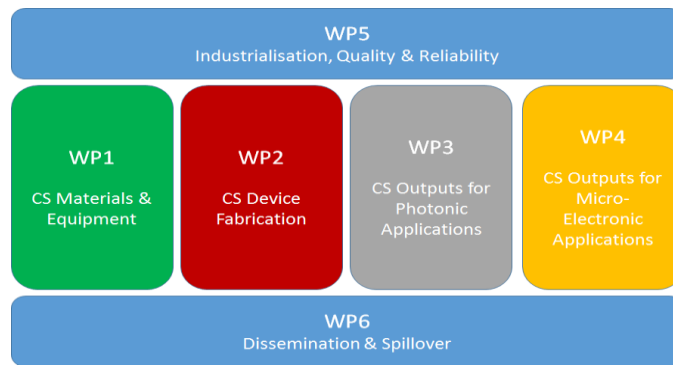 WP5
Industrialisation, Quality & Reliability
WP1
CS Materials &
Equipment
WP2
CS Device
Fabrication
WP3
CS Outputs for
Photonic
Applications
WP4
CS Outputs for
Micro-
Electronic
Applications
WP6
Dissemination & Spillover